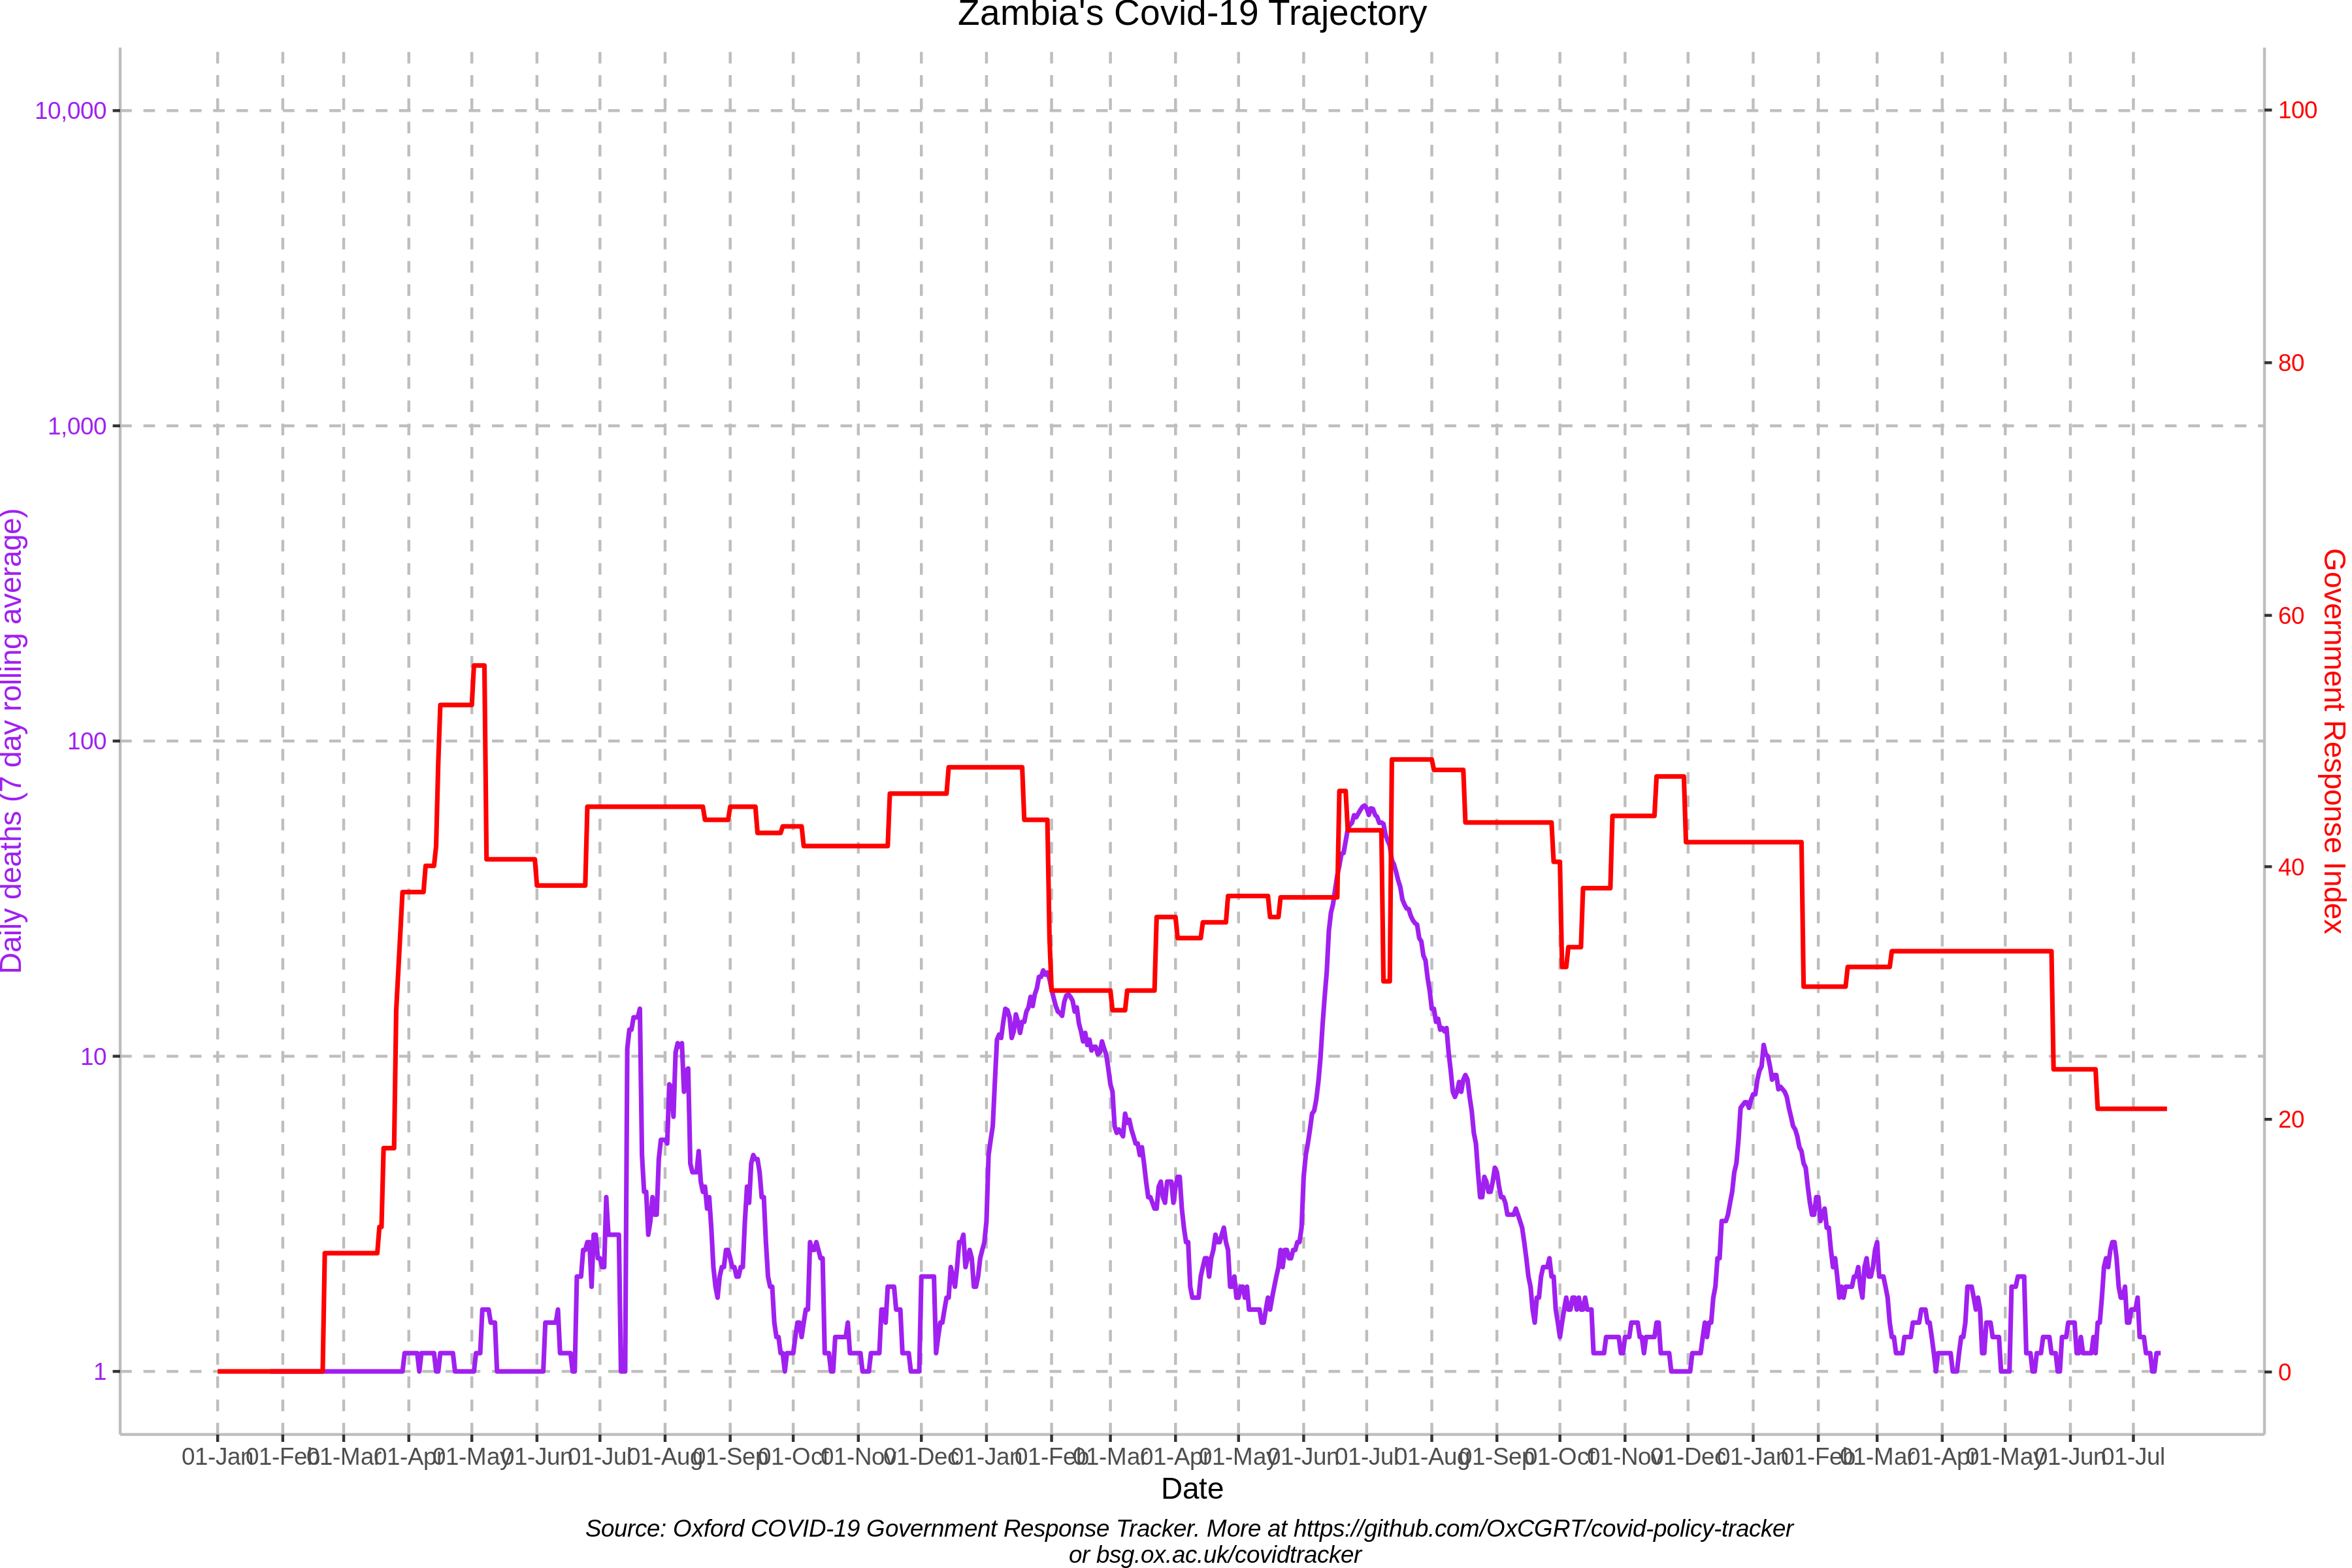 Zambia's Covid-19 Trajectory
10,000
1,000
100
10
1
Daily deaths (7 day rolling average)
100
80
60
40
20
0
Government Response Index
01-Jan 01-Feb 01-Mar 01-Apr 01-May 01-Jun 01-Jul 01-Aug 01-Sep 01-Oct 01-Nov 01-Dec 01-Jan 01-Feb 01-Mar 01-Apr 01-May 01-Jun 01-Jul 01-Aug 01-Sep 01-Oct 01-Nov 01-Dec 01-Jan 01-Feb 01-Mar 01-Apr 01-May 01-Jun 01-Jul
Date
Source: Oxford COVID-19 Government Response Tracker. More at https://github.com/OxCGRT/covid-policy-tracker
or bsg.ox.ac.uk/covidtracker